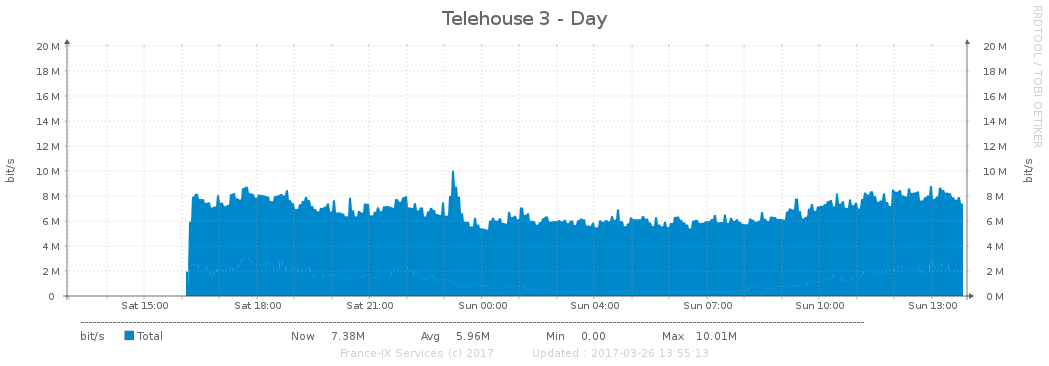 Telehouse 3 - Day
RRDTOOL / TOBI OETIKER
bit/s
bit/s
20 M 20 M
18 M 18 M
16 M 16 M
14 M 14 M
12 M 12 M
10 M 10 M
8 M 8 M
6 M 6 M
4 M 4 M
2 M 2 M
0 0 M
Sat 15:00 Sat 18:00 Sat 21:00 Sun 00:00 Sun 04:00 Sun 07:00 Sun 10:00 Sun 13:00
bit/s Total Now 7.38M Avg 5.96M Min 0.00 Max 10.01M
France-IX Services (c) 2017 Updated : 2017-03-26 13:55:13